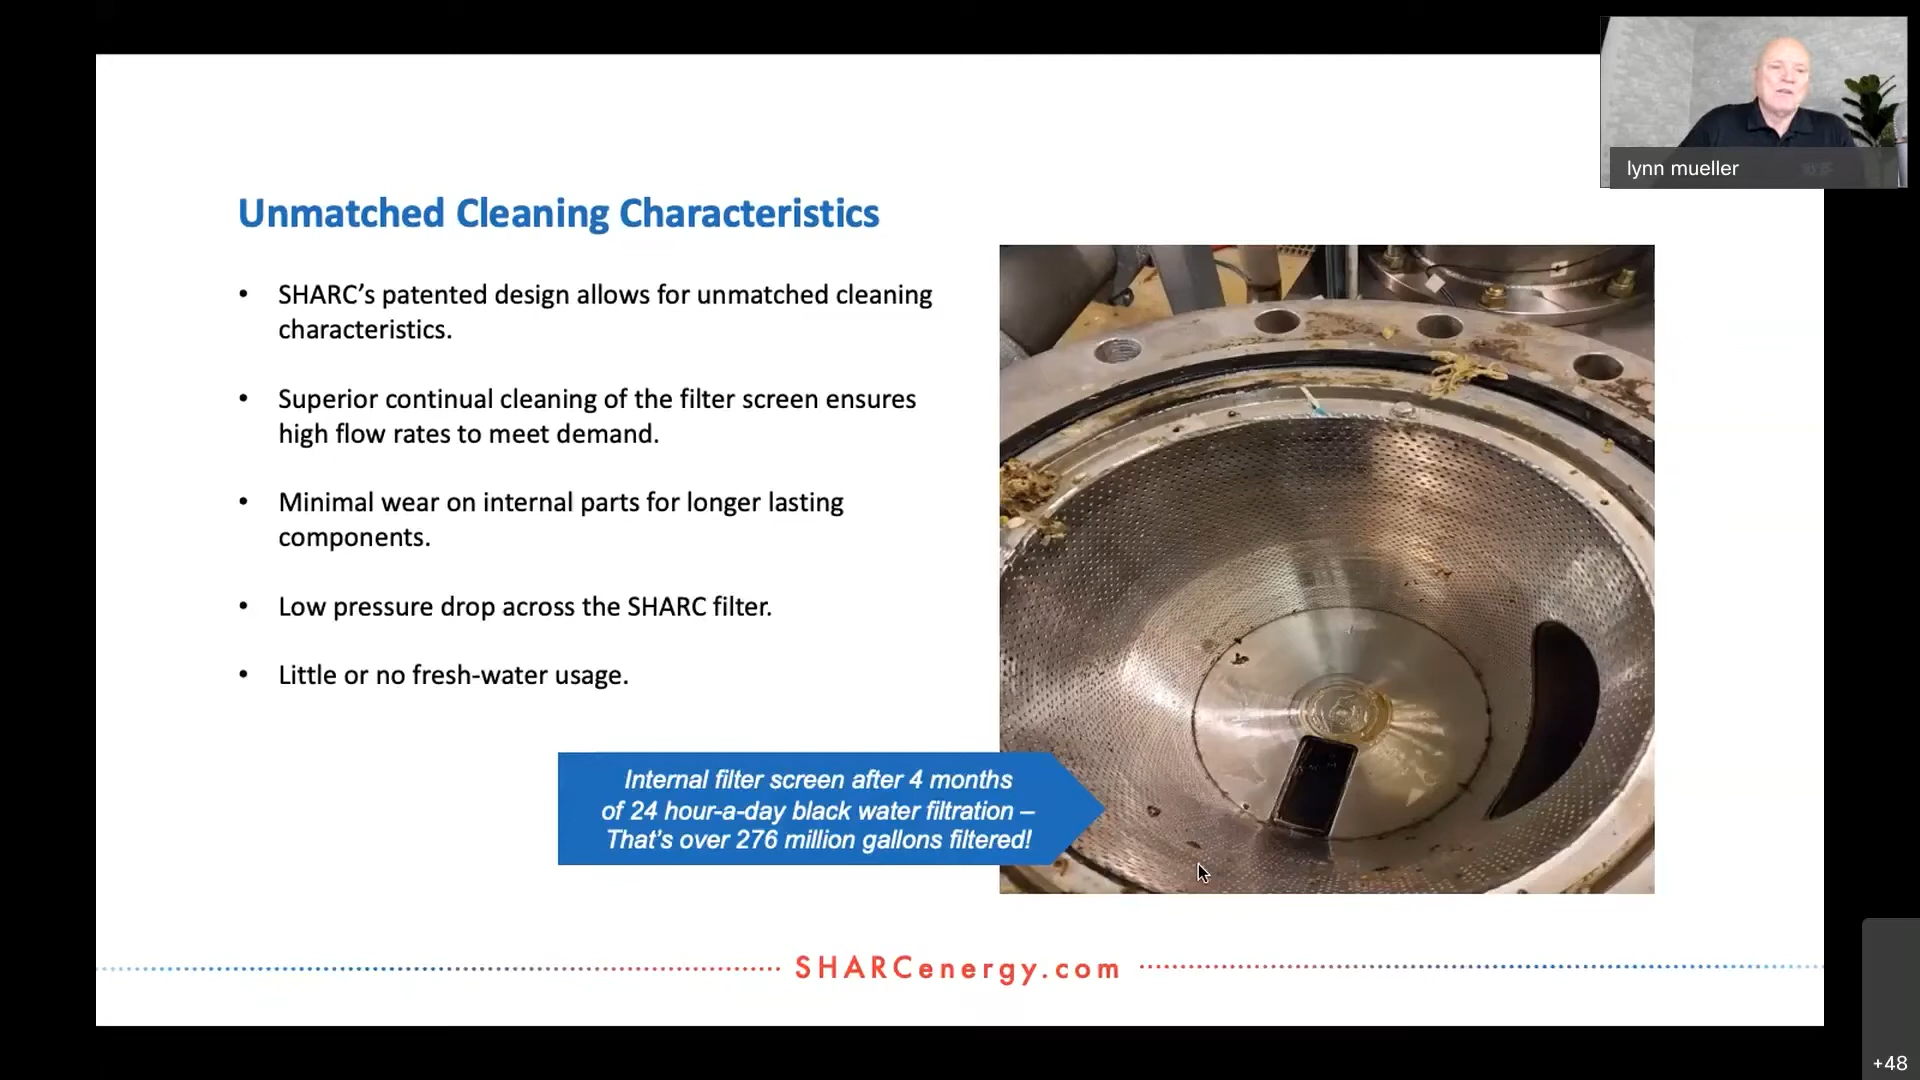 lynn mueller
Unmatched Cleaning Characteristics
• SHARC’s patented design allows for unmatched cleaning
characteristics.
• Superior continual cleaning of the filter screen ensures
high flow rates to meet demand.
• Minimal wear on internal parts for longer lasting
components.
• Low pressure drop across the SHARC filter.
• Little or no fresh-water usage.
Internal filter screen after 4 months
of 24 hour-a-day black water filtration –
That’s over 276 million gallons filtered!
SHARCenergy.com
+48